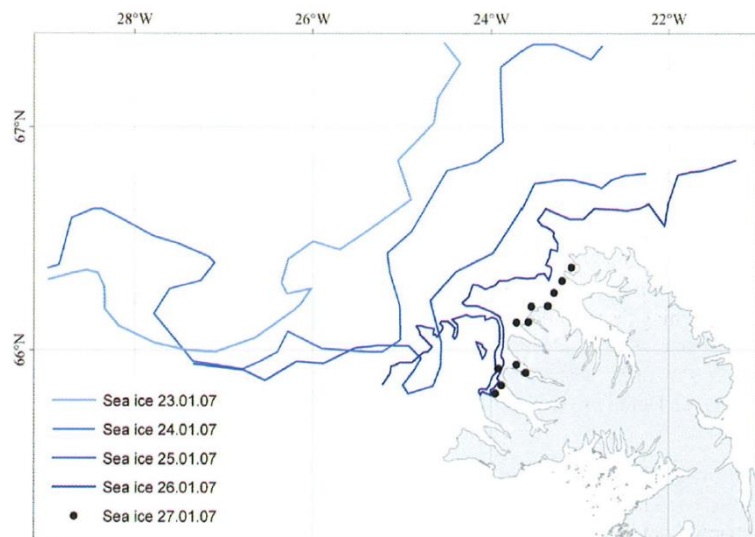 28°W 26°W 24°W 22°W
67°N
66°N
Sea ice 23.01.07
Sea ice 24.01.07
Sea ice 25.01.07
Sea ice 26.01.07
Sea ice 27.01.07